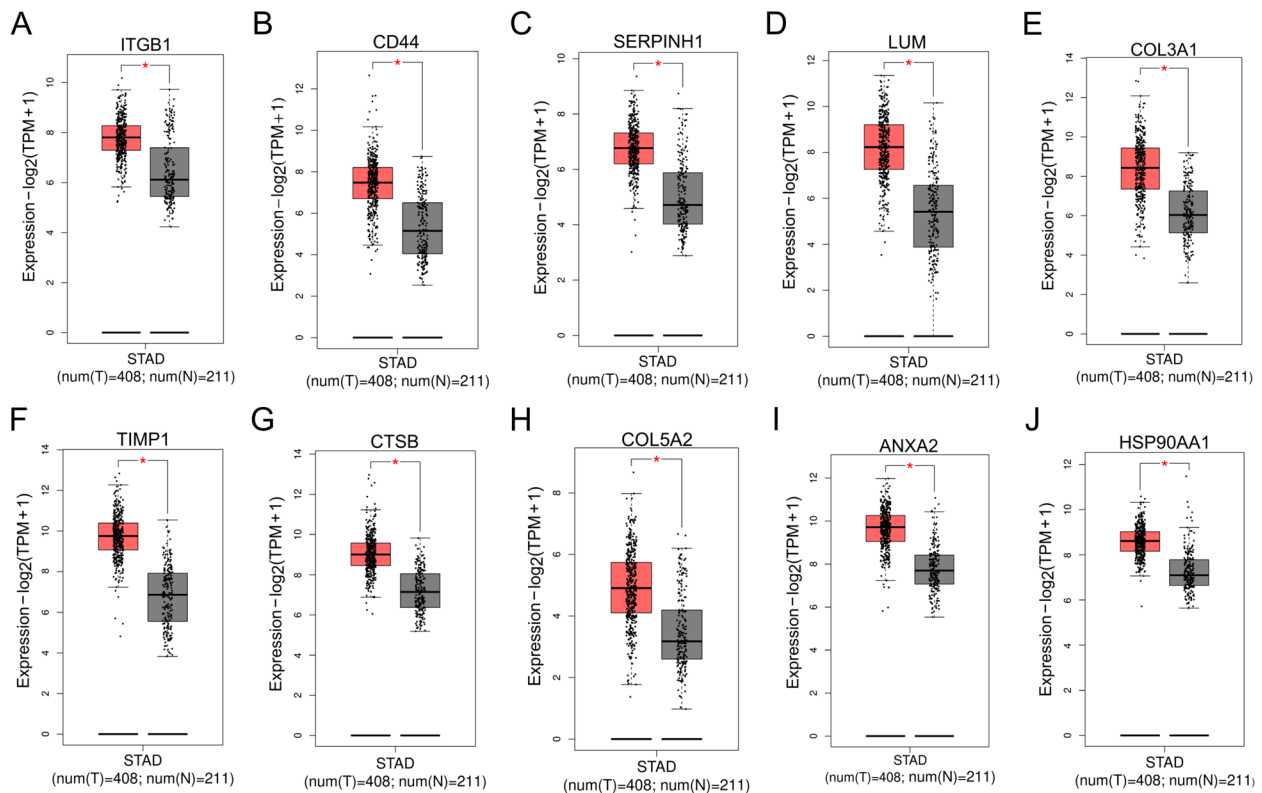 A
ITGB1
*
Expression−log2(TPM+1)
10
8
6
4
2
0
STAD
(num(T)=408; num(N)=211)
B
CD44
*
Expression−log2(TPM+1)
12
10
8
6
4
2
0
STAD
(num(T)=408; num(N)=211)
C
SERPINH1
*
Expression−log2(TPM+1)
10
8
6
4
2
0
STAD
(num(T)=408; num(N)=211)
D
LUM
*
Expression−log2(TPM+1)
12
10
8
6
4
2
0
STAD
(num(T)=408; num(N)=211)
E
COL3A1
*
Expression−log2(TPM+1)
12
10
8
6
4
2
0
STAD
(num(T)=408; num(N)=211)
F
TIMP1
*
Expression−log2(TPM+1)
14
12
10
8
6
4
2
0
STAD
(num(T)=408; num(N)=211)
G
CTSB
*
Expression−log2(TPM+1)
14
12
10
8
6
4
2
0
STAD
(num(T)=408; num(N)=211)
H
COL5A2
*
Expression−log2(TPM+1)
8
6
4
2
0
STAD
(num(T)=408; num(N)=211)
I
ANXA2
*
Expression−log2(TPM+1)
12
10
8
6
4
2
0
STAD
(num(T)=408; num(N)=211)
J
HSP90AA1
*
Expression−log2(TPM+1)
12
10
8
6
4
2
0
STAD
(num(T)=408; num(N)=211)